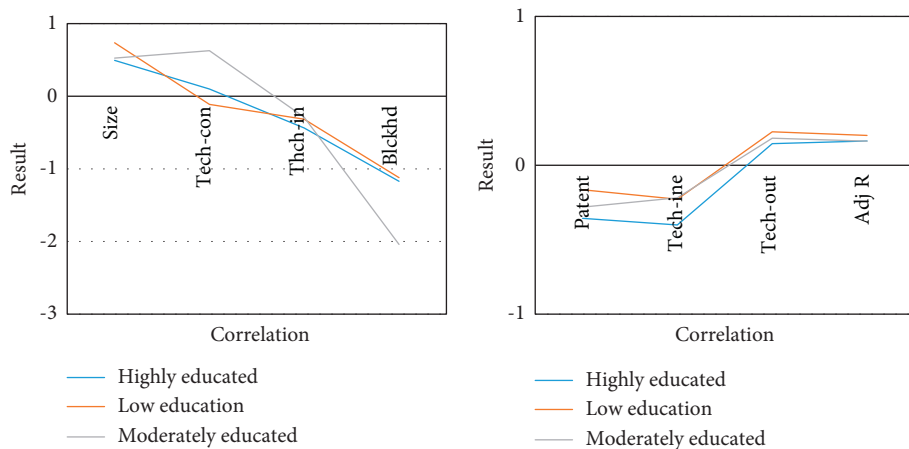 1
0
-1
-2
-3
Result
Size
Tech-con
Thch-in
Blckhd
Correlation
Highly educated
Low education
Moderately educated
1
0
-1
Result
Patent
Tech-ine
Tech-out
Adj R
Correlation
Highly educated
Low education
Moderately educated